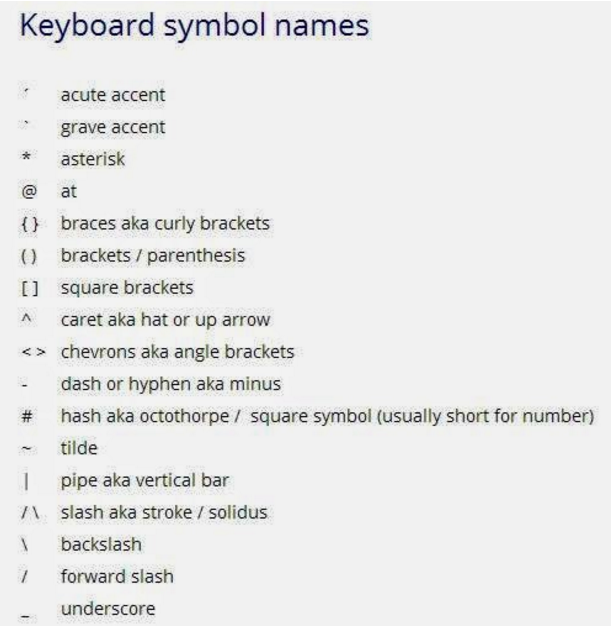 Keyboard symbol names
´ acute accent
` grave accent
* asterisk
@ at
{ } braces aka curly brackets
( ) brackets / parenthesis
[ ] square brackets
^ caret aka hat or up arrow
< > chevrons aka angle brackets
- dash or hyphen aka minus
# hash aka octothorpe / square symbol (usually short for number)
~ tilde
| pipe aka vertical bar
/ \ slash aka stroke / solidus
\ backslash
/ forward slash
_ underscore